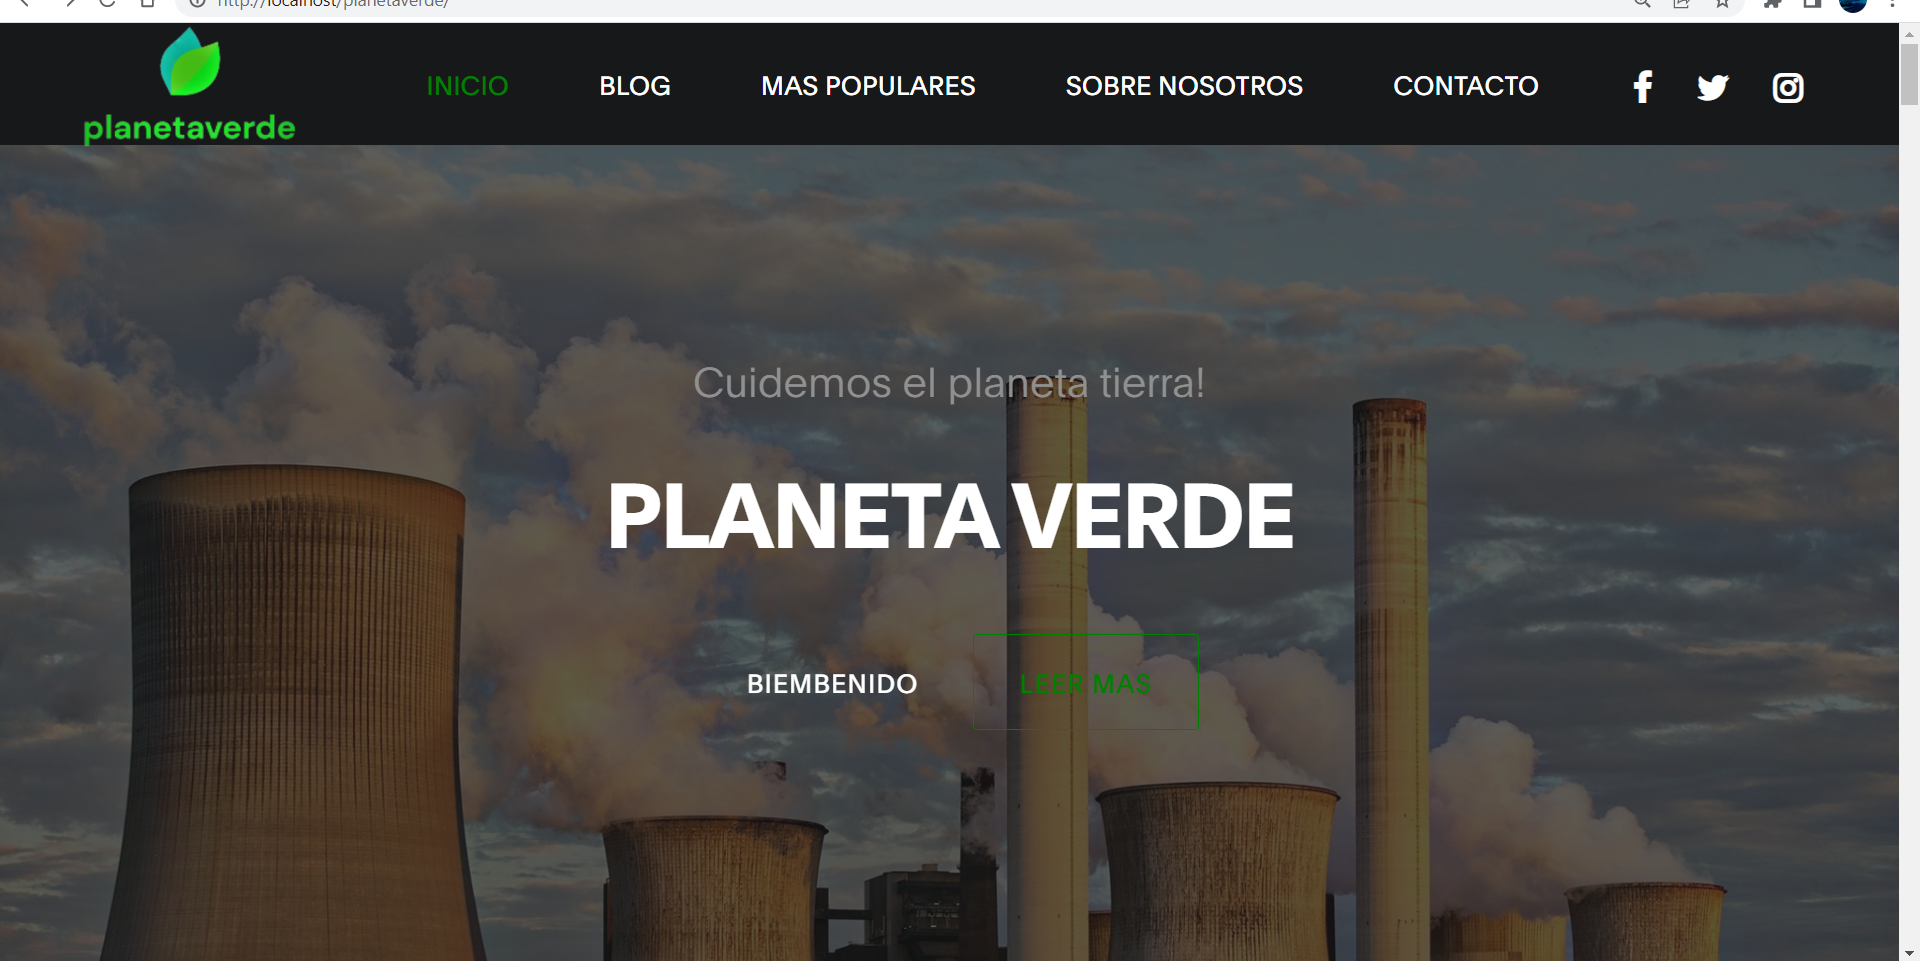 http://localhost/planetaverde/
planetaverde
INICIO BLOG MAS POPULARES SOBRE NOSOTROS CONTACTO
Cuidemos el planeta tierra!
PLANETA VERDE
BIEMBENIDO LEER MAS